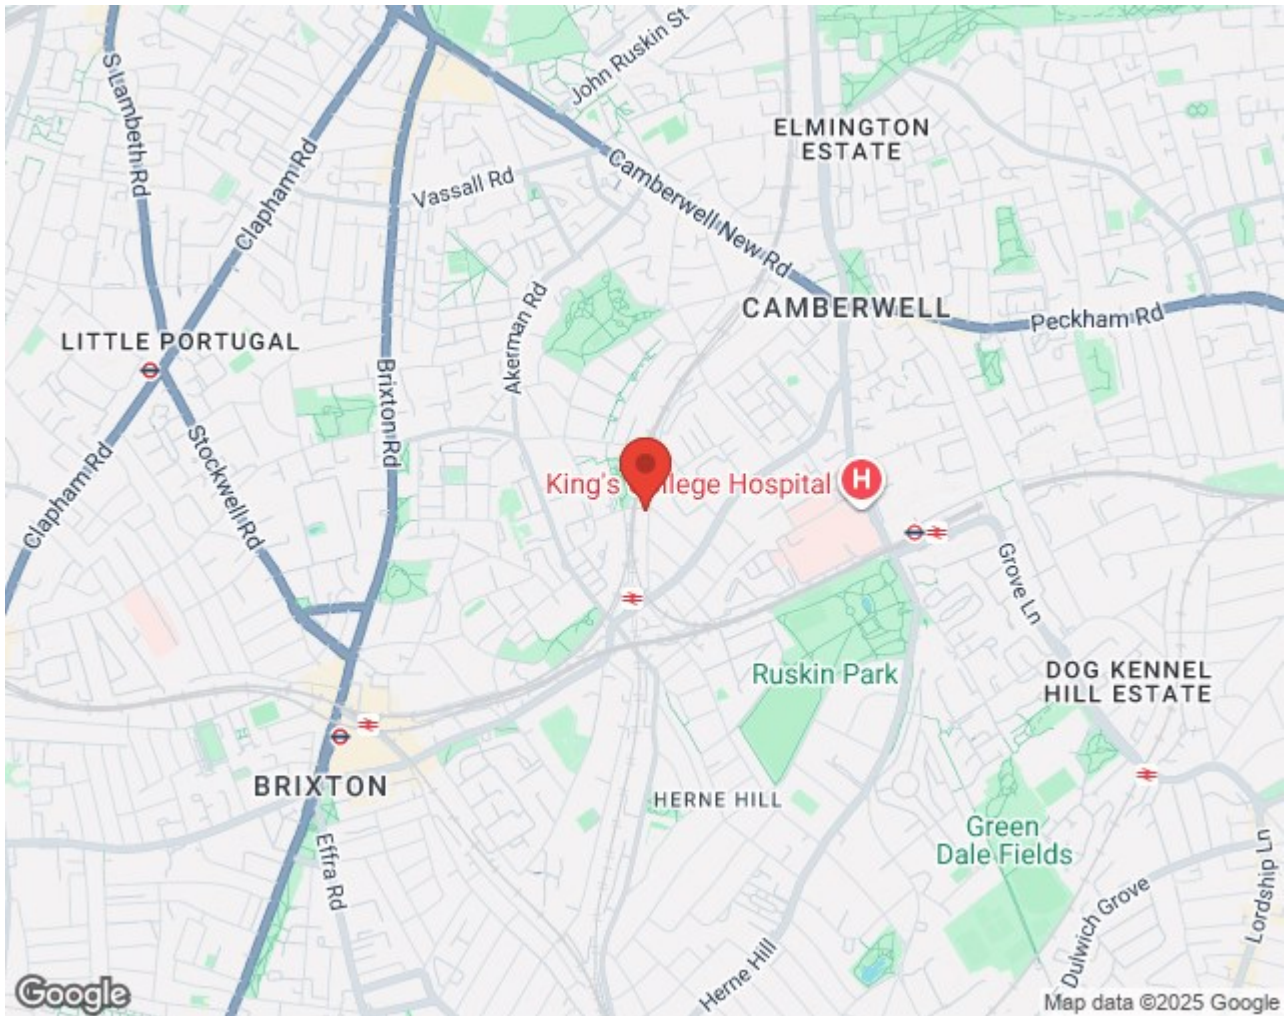 John Ruskin St
S Lambeth Rd
Clapham Rd
Vassall Rd
Camberwell New Rd
ELMINGTON
ESTATE
Akerman Rd
CAMBERWELL
Peckham Rd
LITTLE PORTUGAL
Brixton Rd
Stockwell Rd
Clapham Rd
King's College Hospital
H
Grove Ln
Ruskin Park
DOG KENNEL
HILL ESTATE
BRIXTON
HERNE HILL
Effra Rd
Green
Dale Fields
Dulwich Grove
Lordship Ln
Herne Hill
Google
Map data ©2025 Google